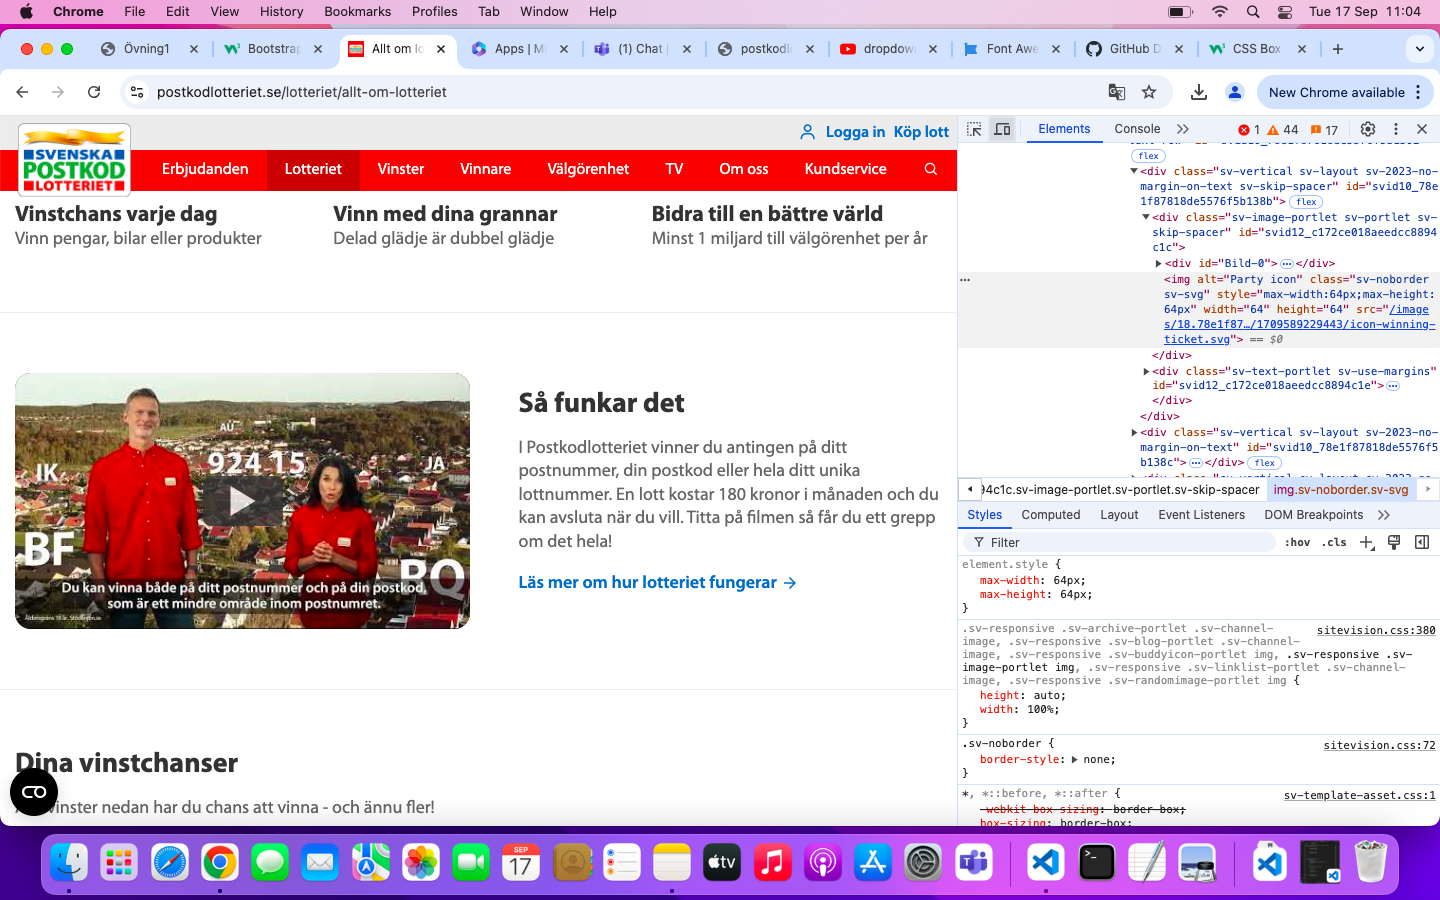 Chrome File Edit View History Bookmarks Profiles Tab Window Help Tue 17 Sep 11:04
Övning1 Bootstrap Allt om lo Apps | Mi (1) Chat | postkodl dropdow Font Awe GitHub D CSS Box
postkodlotteriet.se/lotteriet/allt-om-lotteriet New Chrome available
Logga in Köp lott
SVENSKA
POSTKOD
LOTTERIET
Erbjudanden Lotteriet Vinster Vinnare Välgörenhet TV Om oss Kundservice
Vinstchans varje dag
Vinn pengar, bilar eller produkter
Vinn med dina grannar
Delad glädje är dubbel glädje
Bidra till en bättre värld
Minst 1 miljard till välgörenhet per år
AU
JK 924 15 JA
BF BQ
Du kan vinna både på ditt postnummer och på din postkod,
som är ett mindre område inom postnumret.
Så funkar det
I Postkodlotteriet vinner du antingen på ditt
postnummer, din postkod eller hela ditt unika
lottnummer. En lott kostar 180 kronor i månaden och du
kan avsluta när du vill. Titta på filmen så får du ett grepp
om det hela!
Läs mer om hur lotteriet fungerar →
Dina vinstchanser
vinster nedan har du chans att vinna - och ännu fler!
Elements Console 1 44 17
flex
<div class="sv-vertical sv-layout sv-2023-no-
margin-on-text sv-skip-spacer" id="svid10_78e
1f87818de5576f5b138b"> flex
<div class="sv-image-portlet sv-portlet sv-
skip-spacer" id="svid12_c172ce018aeedcc8894
c1c">
<div id="Bild-0"> … </div>
… <img alt="Party icon" class="sv-noborder
sv-svg" style="max-width:64px;max-height:
64px" width="64" height="64" src="/image
s/18.78e1f87…/1709589229443/icon-winning-
ticket.svg"> == $0
</div>
<div class="sv-text-portlet sv-use-margins"
id="svid12_c172ce018aeedcc8894c1e"> …
</div>
</div>
<div class="sv-vertical sv-layout sv-2023-no-
margin-on-text" id="svid10_78e1f87818de5576f5
b138c"> … </div> flex
94c1c.sv-image-portlet.sv-portlet.sv-skip-spacer img.sv-noborder.sv-svg
Styles Computed Layout Event Listeners DOM Breakpoints
Filter :hov .cls
element.style {
max-width: 64px;
max-height: 64px;
}
.sv-responsive .sv-archive-portlet .sv-channel- sitevision.css:380
image, .sv-responsive .sv-blog-portlet .sv-channel-
image, .sv-responsive .sv-buddyicon-portlet img, .sv-responsive .sv-
image-portlet img, .sv-responsive .sv-linklist-portlet .sv-channel-
image, .sv-responsive .sv-randomimage-portlet img {
height: auto;
width: 100%;
}
.sv-noborder { sitevision.css:72
border-style: none;
}
*, *::before, *::after { sv-template-asset.css:1
-webkit-box-sizing: border-box;
box-sizing: border-box;
SEP
17
tv